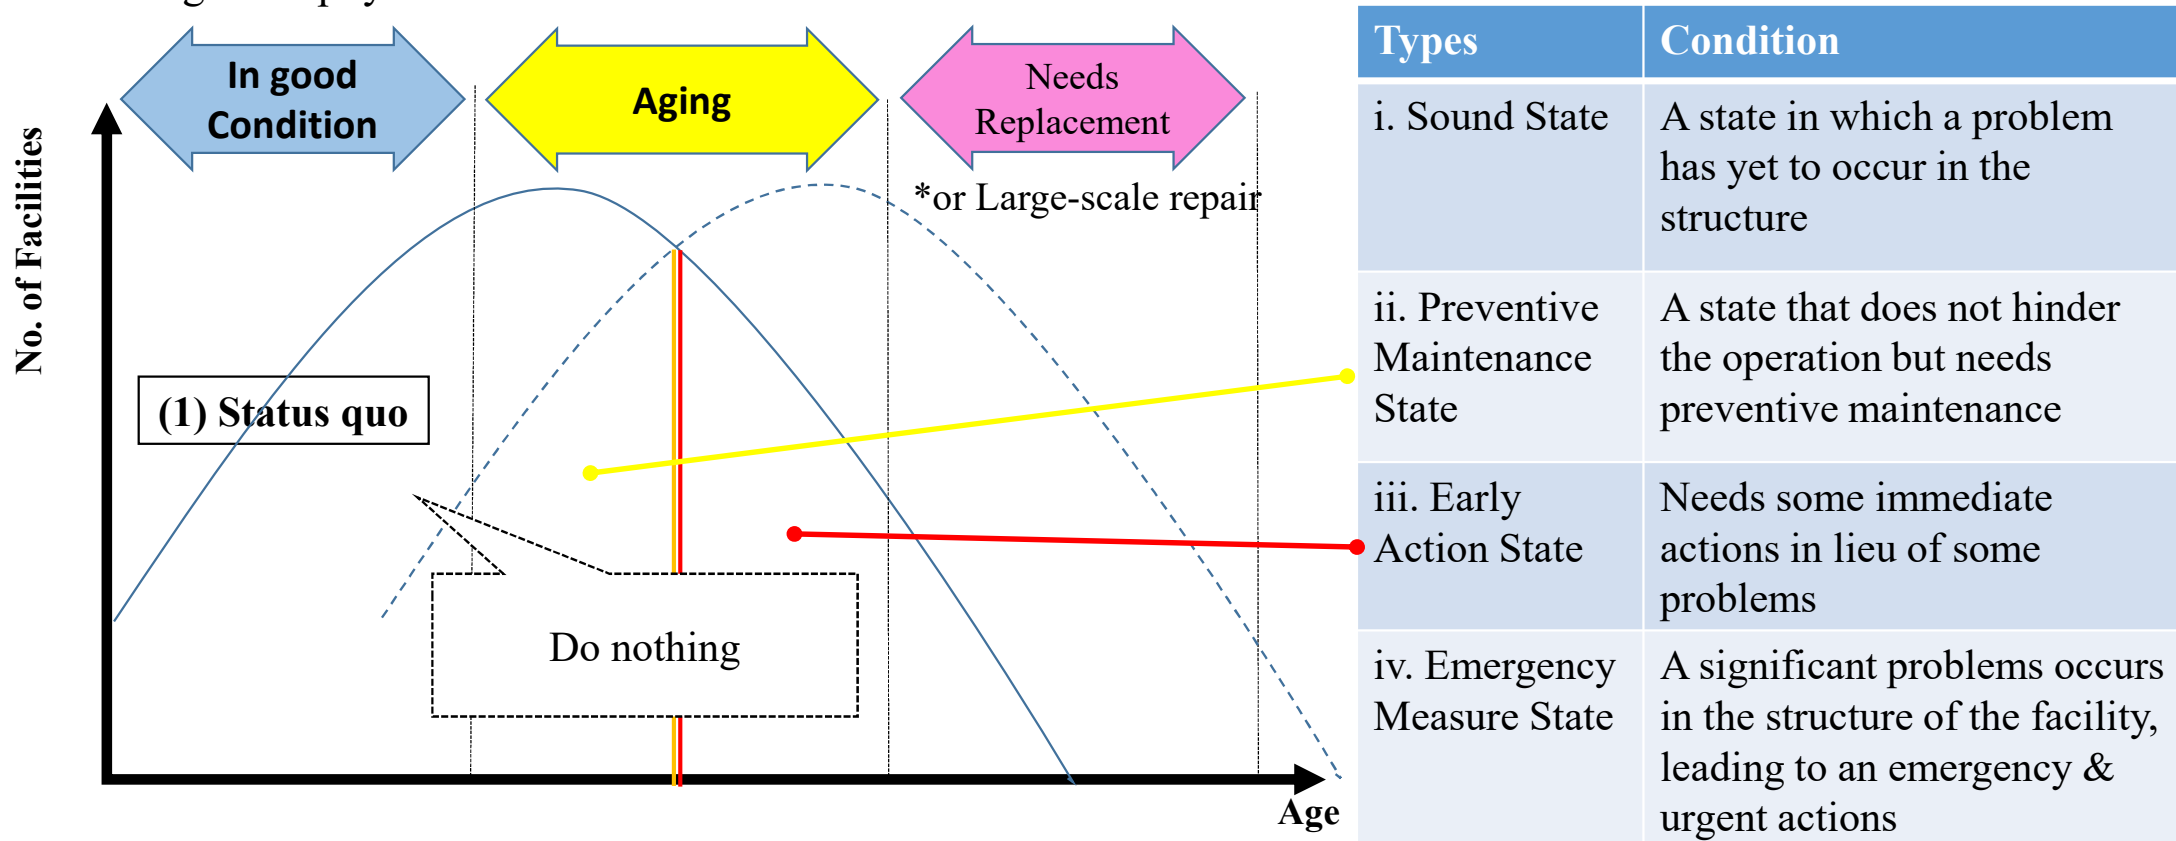 In good
Condition
Aging
Needs
Replacement
*or Large-scale repair
No. of Facilities
(1) Status quo
Do nothing
Age
Types
Condition
i. Sound State
A state in which a problem
has yet to occur in the
structure
ii. Preventive
Maintenance
State
A state that does not hinder
the operation but needs
preventive maintenance
iii. Early
Action State
Needs some immediate
actions in lieu of some
problems
iv. Emergency
Measure State
A significant problems occurs
in the structure of the facility,
leading to an emergency &
urgent actions